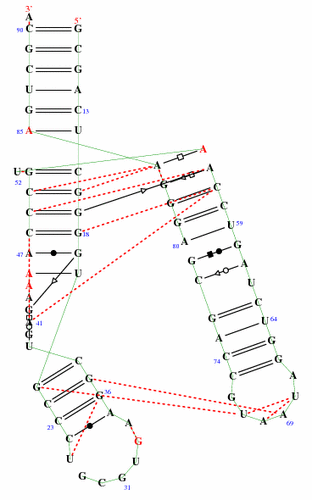 3'
A 5'
90 C G
G C
C G
U A
G C 13
85 A U
A
A
52 U G C A
C G G C
C G G C
C G 18 G U 59
47 A G 80 A G
A U G A
A C U
G G C
41 G A U 64
U C G
U C 74 C G
G G C A
C G 36 G A 69
23 C A A U A
C G
U G
C G U
G 31